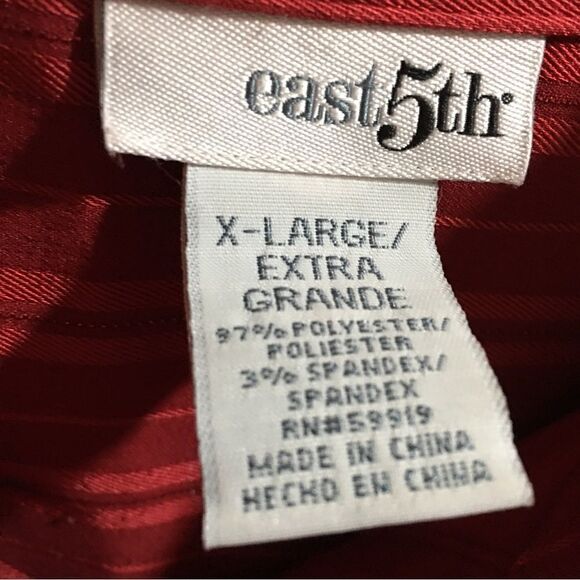 east5th
X-LARGE/
EXTRA
GRANDE
97% POLYESTER/
POLIESTER
3% SPANDEX/
SPANDEX
RN#59919
MADE IN CHINA
HECHO EN CHINA